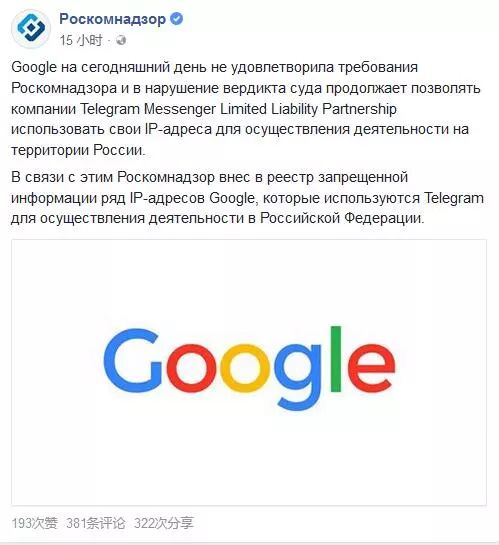 Роскомнадзор
15 小时 ·
Google на сегодняшний день не удовлетворила требования
Роскомнадзора и в нарушение вердикта суда продолжает позволять
компании Telegram Messenger Limited Liability Partnership
использовать свои IP-адреса для осуществления деятельности на
территории России.
В связи с этим Роскомнадзор внес в реестр запрещенной
информации ряд IP-адресов Google, которые используются Telegram
для осуществления деятельности в Российской Федерации.
Google
193次赞 381条评论 322次分享